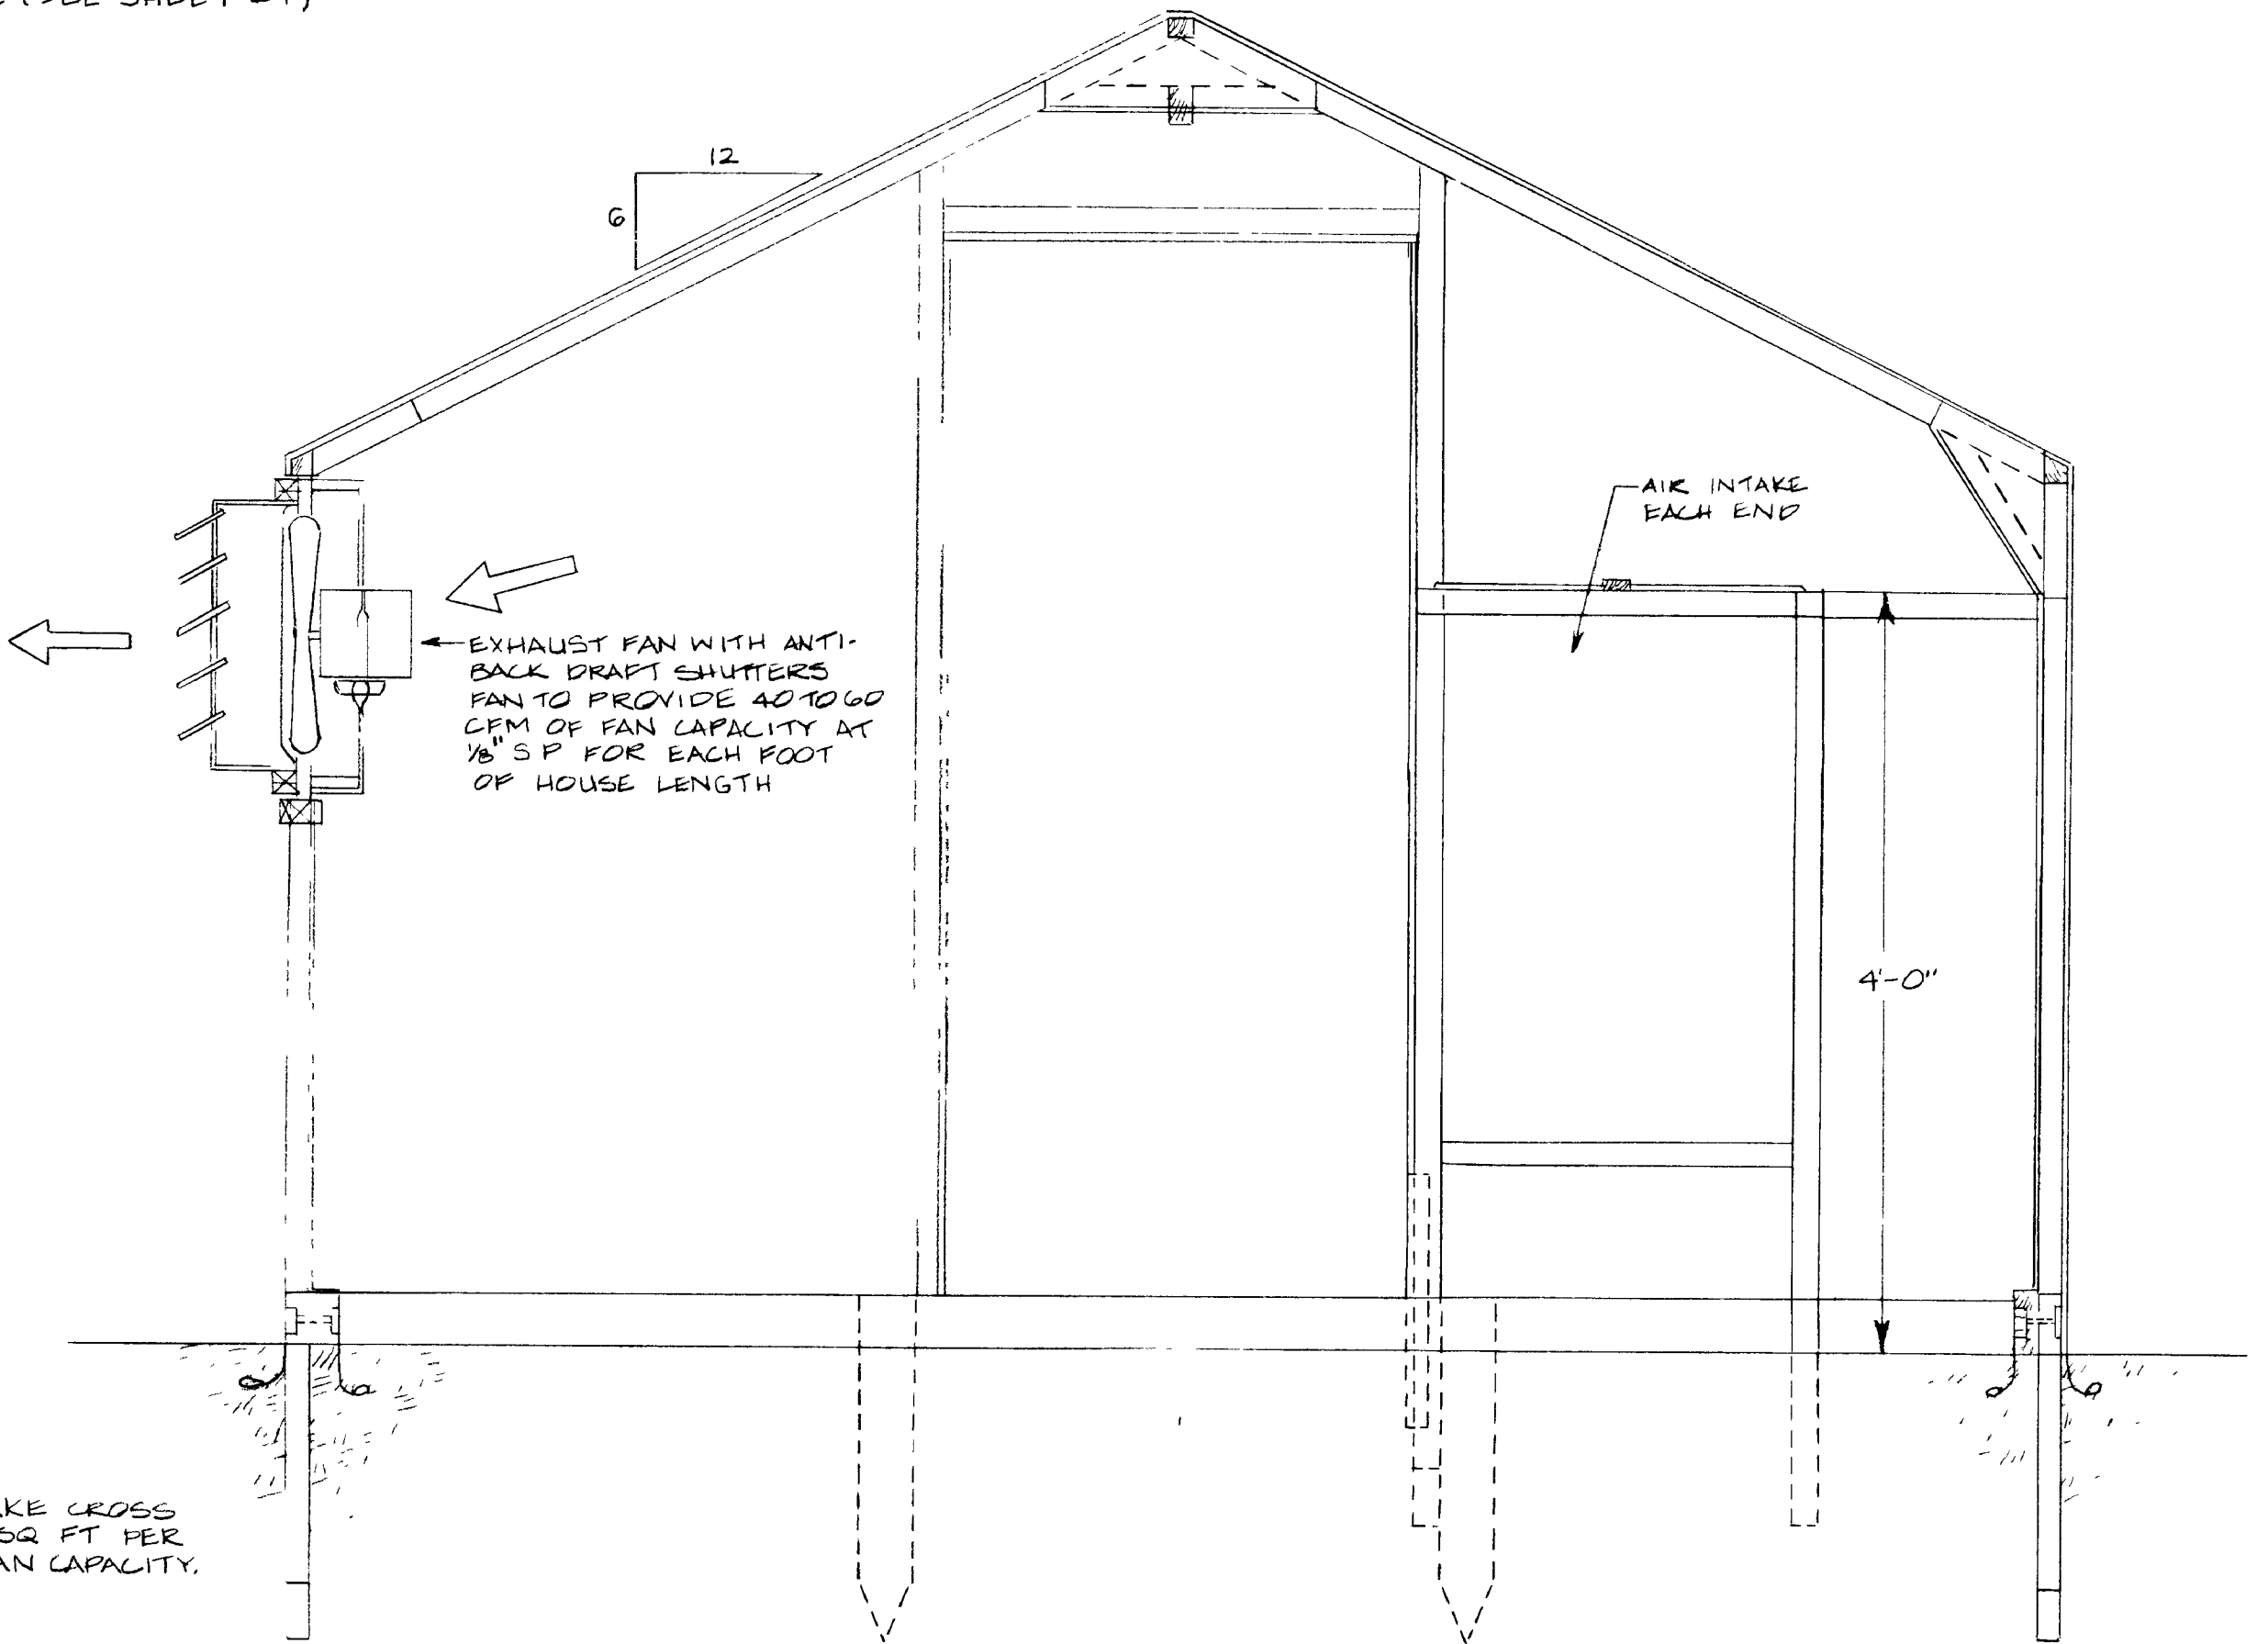 (SEE SHEET
12
6
AIR INTAKE
EACH END
EXHAUST FAN WITH ANTI-
BACK DRAFT SHUTTERS
FAN TO PROVIDE 40 TO 60
CFM OF FAN CAPACITY AT
1/8" S P FOR EACH FOOT
OF HOUSE LENGTH
4'-0"
CROSS
SQ FT PER
CAPACITY.